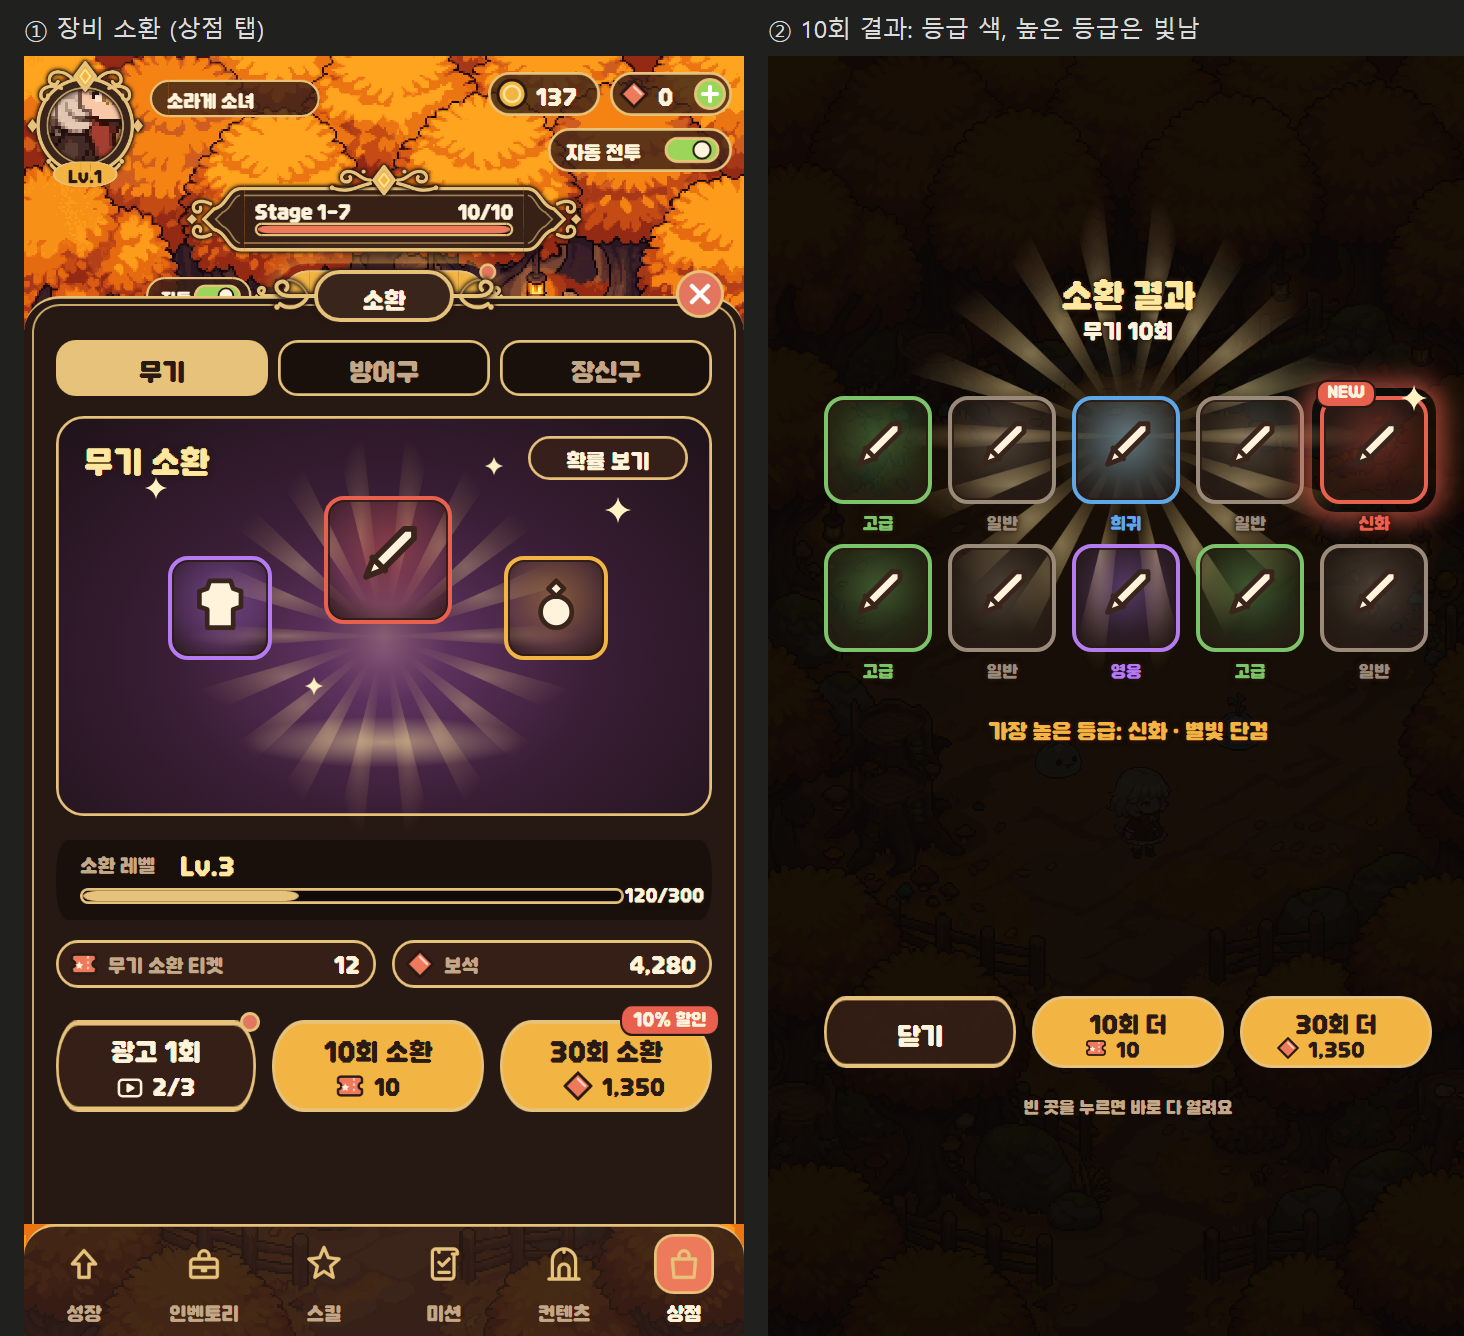 ① 장비 소환 (상점 탭)
소라게 소녀
137
0
자동 전투
Lv.1
Stage 1-7 10/10
소환
무기 방어구 장신구
무기 소환
확률 보기
소환 레벨 Lv.3
120/300
무기 소환 티켓 12
보석 4,280
10% 할인
광고 1회
2/3
10회 소환
10
30회 소환
1,350
성장 인벤토리 스킬 미션 컨텐츠 상점
② 10회 결과: 등급 색, 높은 등급은 빛남
소환 결과
무기 10회
NEW
고급 일반 희귀 일반 신화
고급 일반 영웅 고급 일반
가장 높은 등급: 신화 · 별빛 단검
닫기
10회 더
10
30회 더
1,350
빈 곳을 누르면 바로 다 열려요